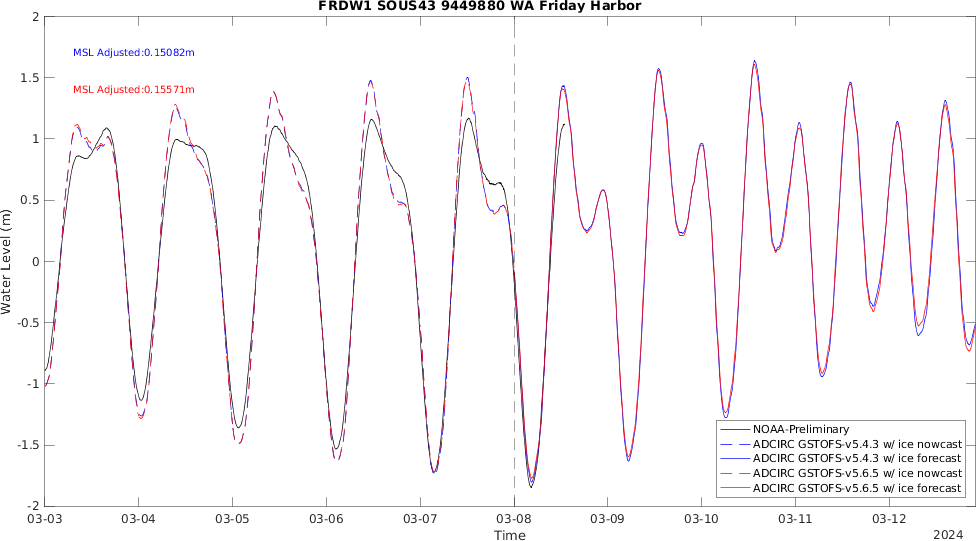 FRDW1 SOUS43 9449880 WA Friday Harbor
MSL Adjusted:0.15082m
MSL Adjusted:0.15571m
2
1.5
1
0.5
0
-0.5
-1
-1.5
-2
Water Level (m)
NOAA-Preliminary
ADCIRC GSTOFS-v5.4.3 w/ ice nowcast
ADCIRC GSTOFS-v5.4.3 w/ ice forecast
ADCIRC GSTOFS-v5.6.5 w/ ice nowcast
ADCIRC GSTOFS-v5.6.5 w/ ice forecast
03-03 03-04 03-05 03-06 03-07 03-08 03-09 03-10 03-11 03-12
Time
2024